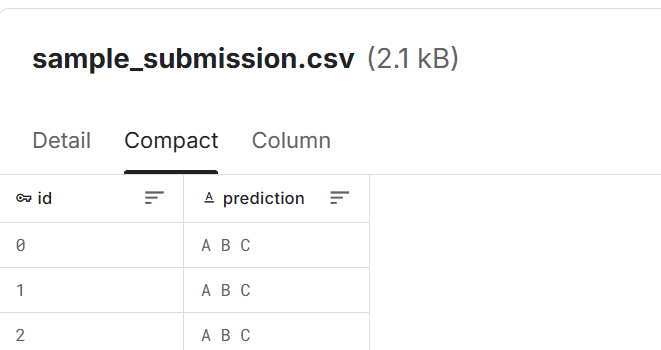 sample_submission.csv (2.1 kB)
Detail Compact Column
id A prediction
0 A B C
1 A B C
2 A B C